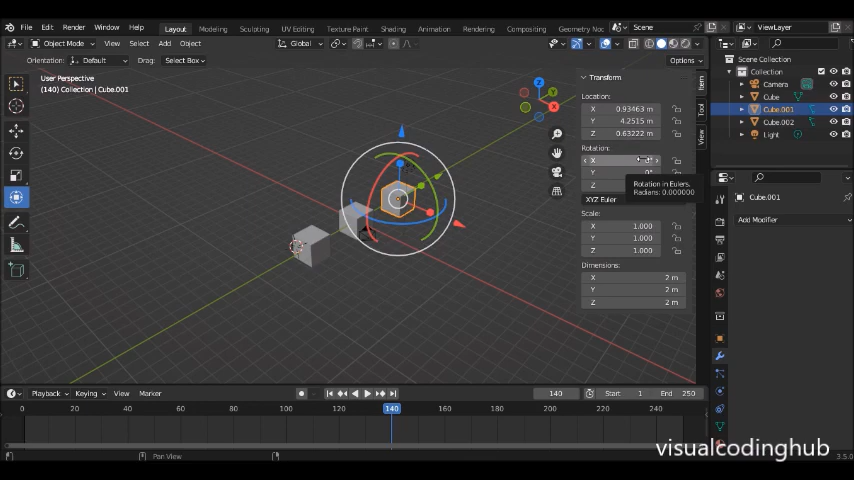 File Edit Render Window Help Layout Modeling Sculpting UV Editing Texture Paint Shading Animation Rendering Compositing Geometry Noc Scene ViewLayer
Object Mode View Select Add Object Global
Orientation: Default Drag: Select Box Options
User Perspective
(140) Collection | Cube.001
Transform
Location:
X 0.93463 m
Y 4.2515 m
Z 0.63222 m
Rotation:
X
Y 0°
Z
XYZ Euler
Rotation in Eulers.
Radians: 0.000000
Scale:
X 1.000
Y 1.000
Z 1.000
Dimensions:
X 2 m
Y 2 m
Z 2 m
Item
Tool
View
Z
Y
X
Scene Collection
Collection
Camera
Cube
Cube.001
Cube.002
Light
Cube.001
Add Modifier
Playback Keying View Marker 140 Start 1 End 250
0 20 40 60 80 100 120 140 160 180 200 220 240
Pan View
3.5.0
visualcodinghub